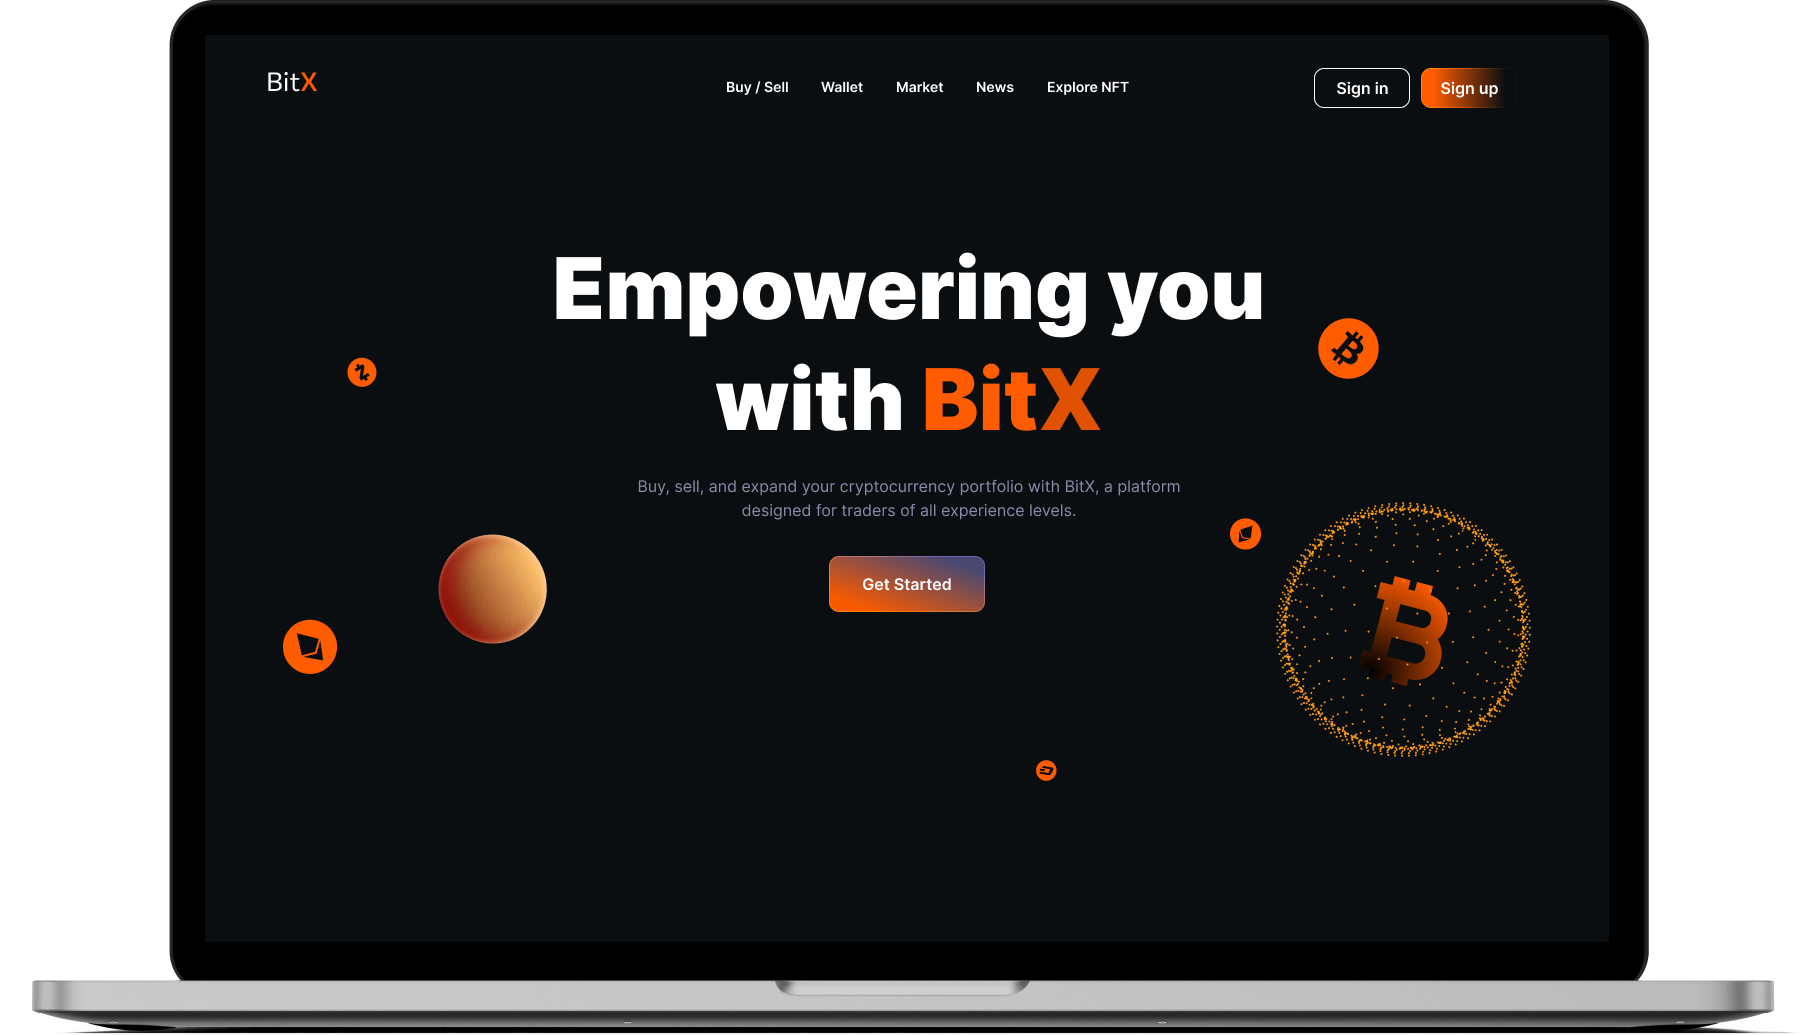 BitX
Buy / Sell
Wallet
Market
News
Explore NFT
Sign in
Sign up
Empowering you
with BitX
Buy, sell, and expand your cryptocurrency portfolio with BitX, a platform
designed for traders of all experience levels.
Get Started